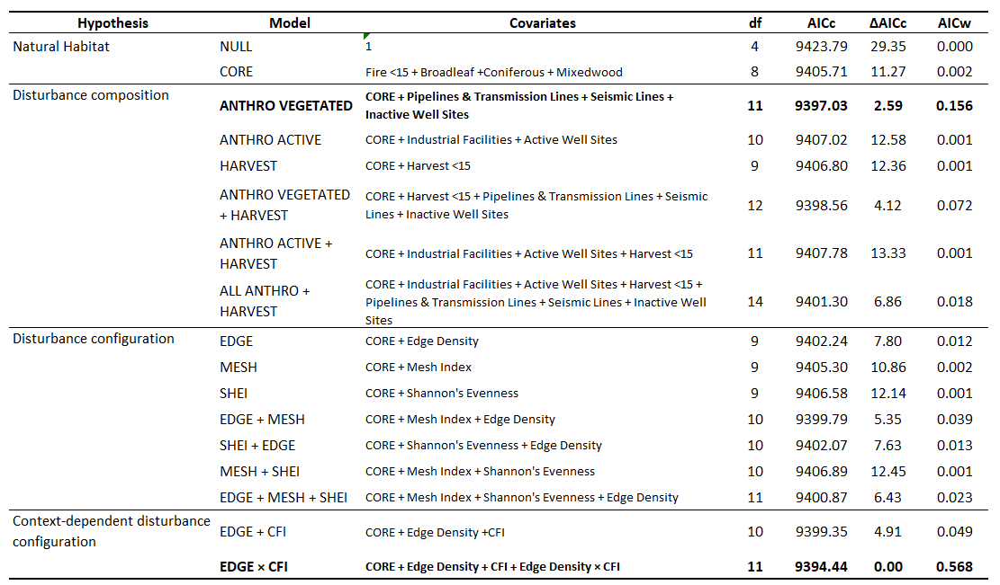 Hypothesis Model Covariates df AICc ΔAICc AICw
Natural Habitat NULL 1 4 9423.79 29.35 0.000
CORE Fire <15 + Broadleaf +Coniferous + Mixedwood 8 9405.71 11.27 0.002
Disturbance composition
ANTHRO VEGETATED CORE + Pipelines & Transmission Lines + Seismic Lines +
Inactive Well Sites 11 9397.03 2.59 0.156
ANTHRO ACTIVE CORE + Industrial Facilities + Active Well Sites 10 9407.02 12.58 0.001
HARVEST CORE + Harvest <15 9 9406.80 12.36 0.001
ANTHRO VEGETATED
+ HARVEST
CORE + Harvest <15 + Pipelines & Transmission Lines + Seismic
Lines + Inactive Well Sites
12 9398.56 4.12 0.072
ANTHRO ACTIVE +
HARVEST
CORE + Industrial Facilities + Active Well Sites + Harvest <15 11 9407.78 13.33 0.001
ALL ANTHRO +
HARVEST
CORE + Industrial Facilities + Active Well Sites + Harvest <15 +
Pipelines & Transmission Lines + Seismic Lines + Inactive Well
Sites
14 9401.30 6.86 0.018
Disturbance configuration EDGE CORE + Edge Density 9 9402.24 7.80 0.012
MESH CORE + Mesh Index 9 9405.30 10.86 0.002
SHEI CORE + Shannon's Evenness 9 9406.58 12.14 0.001
EDGE + MESH CORE + Mesh Index + Edge Density 10 9399.79 5.35 0.039
SHEI + EDGE CORE + Shannon's Evenness + Edge Density 10 9402.07 7.63 0.013
MESH + SHEI CORE + Mesh Index + Shannon's Evenness 10 9406.89 12.45 0.001
EDGE + MESH + SHEI CORE + Mesh Index + Shannon's Evenness + Edge Density 11 9400.87 6.43 0.023
Context-dependent disturbance
configuration
EDGE + CFI CORE + Edge Density +CFI 10 9399.35 4.91 0.049
EDGE × CFI CORE + Edge Density + CFI + Edge Density × CFI 11 9394.44 0.00 0.568